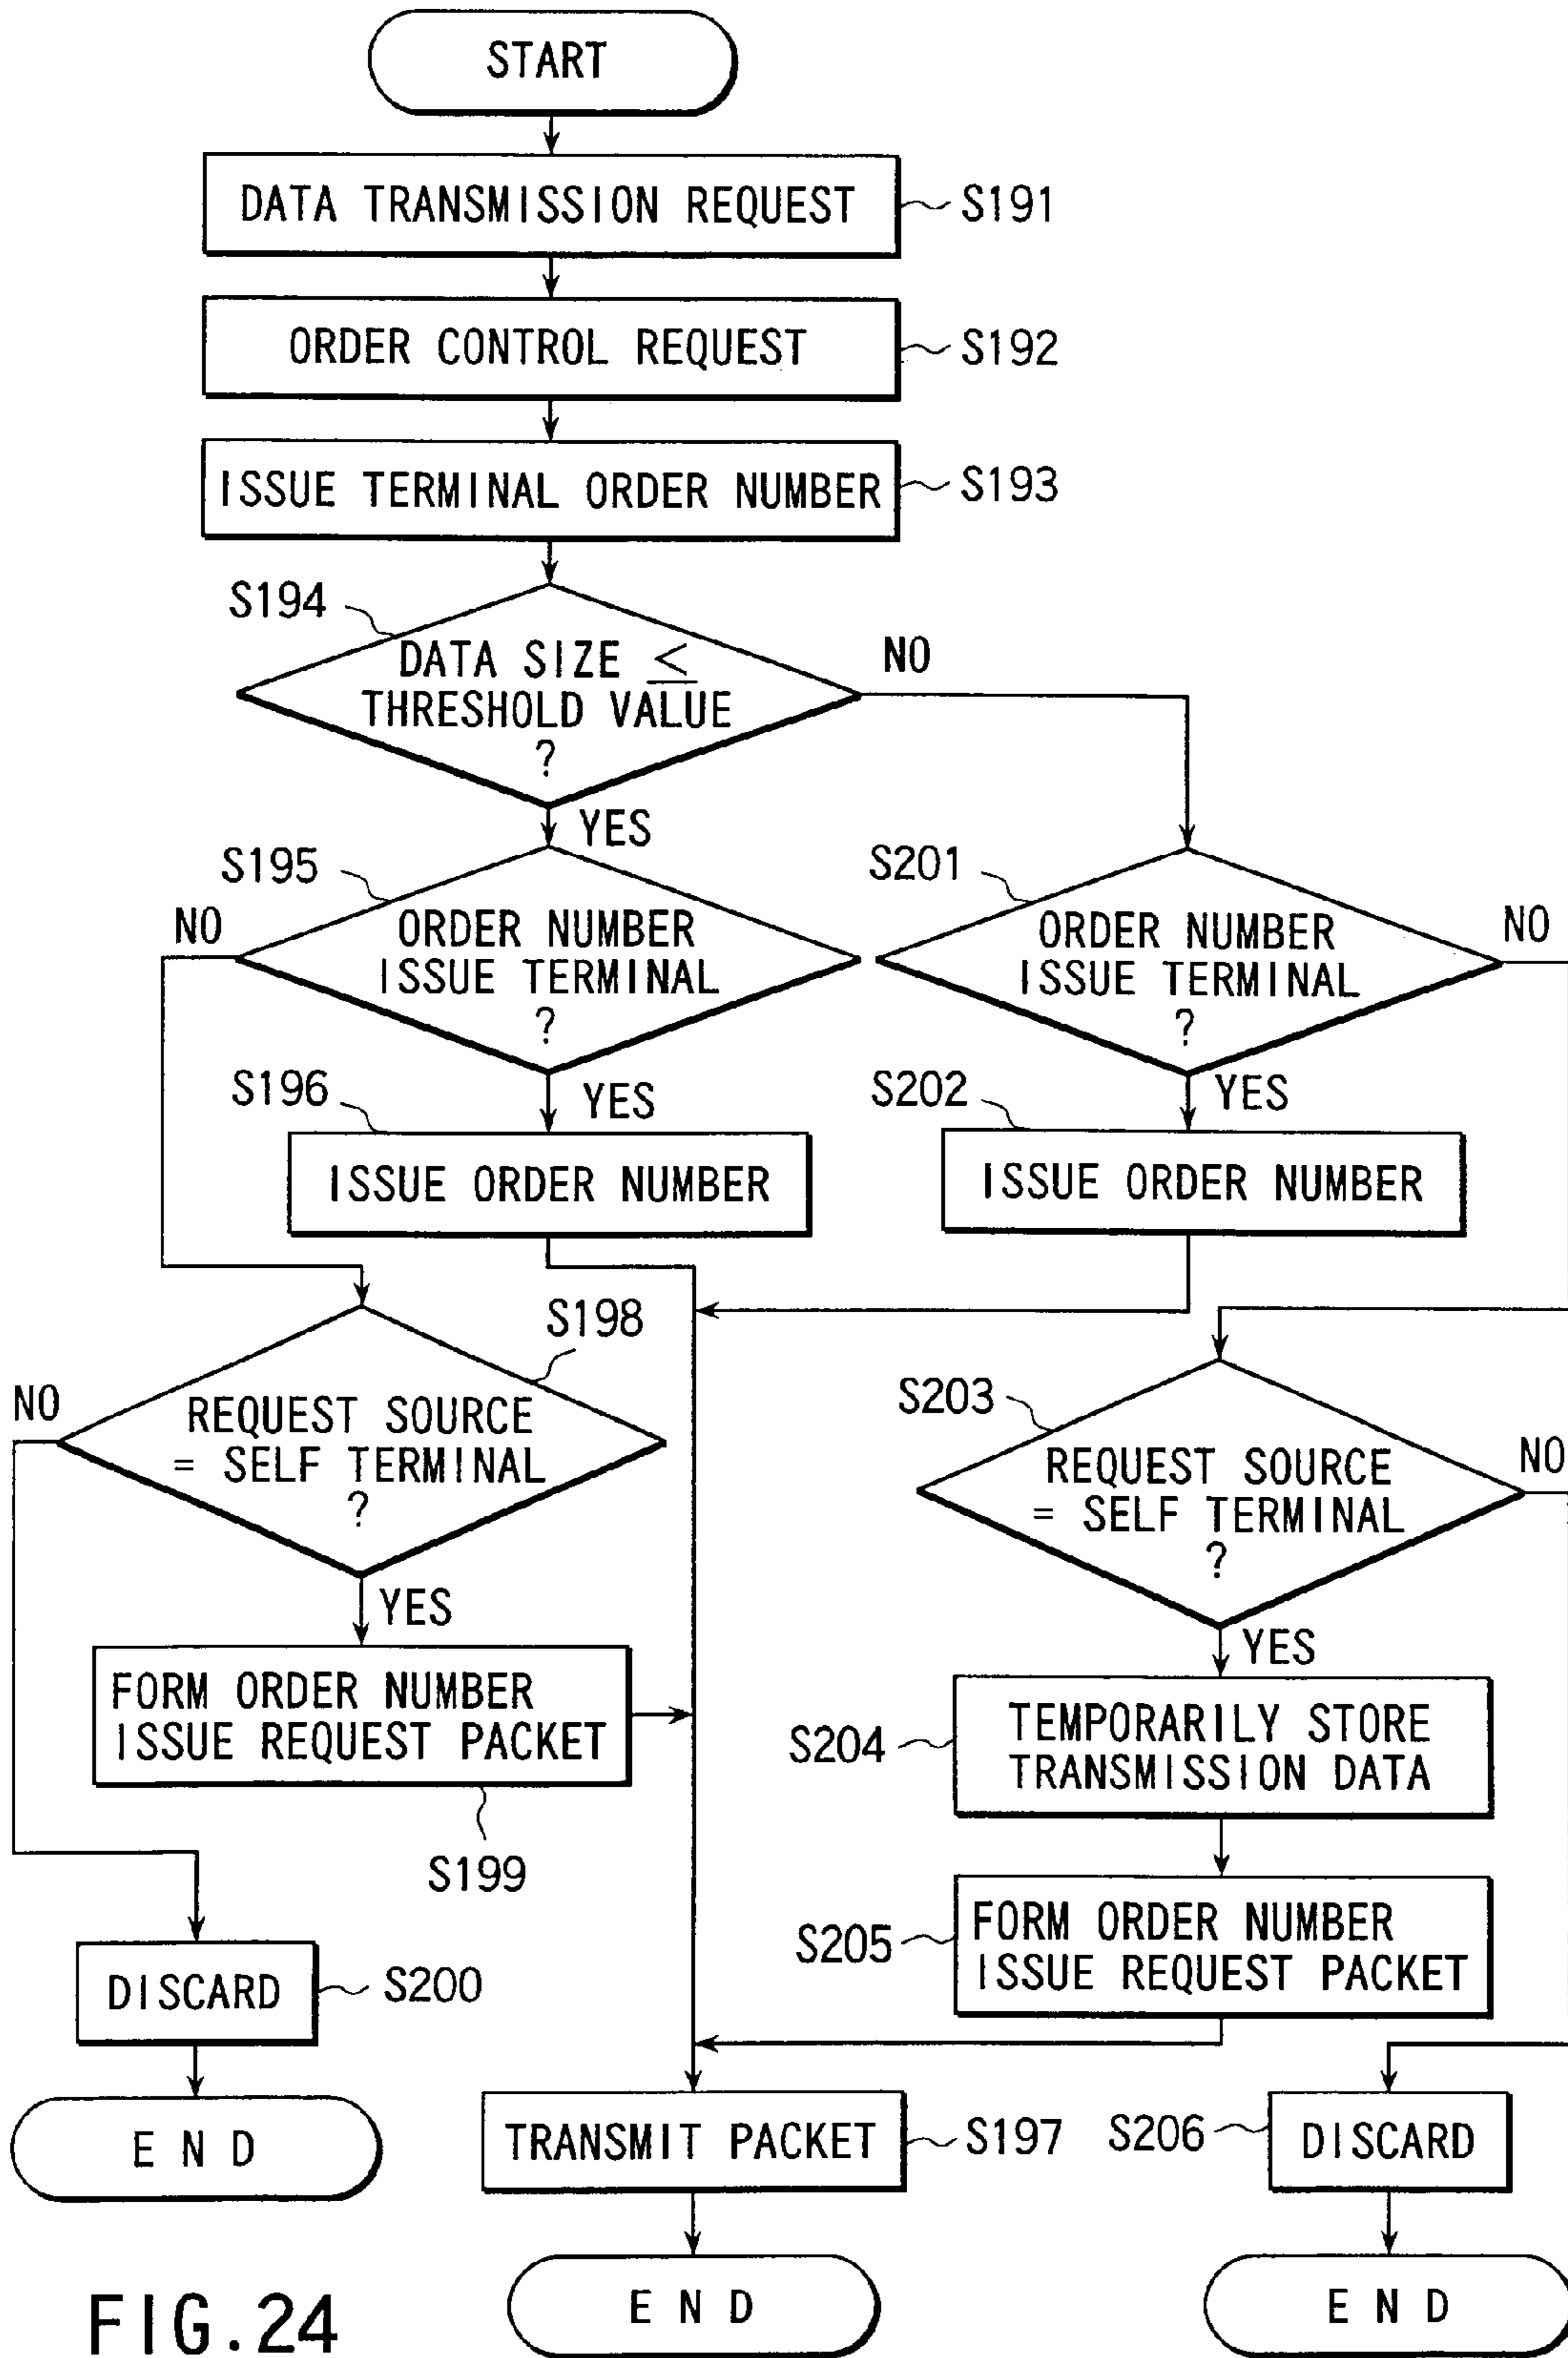 START
DATA TRANSMISSION REQUEST
S191
ORDER CONTROL REQUEST
S192
ISSUE TERMINAL ORDER NUMBER
S193
S194
DATA SIZE ≤
THRESHOLD VALUE
?
NO
YES
S195
NO
ORDER NUMBER
ISSUE TERMINAL
?
S201
ORDER NUMBER
ISSUE TERMINAL
?
NO
S196
YES
ISSUE ORDER NUMBER
S202
YES
ISSUE ORDER NUMBER
S198
NO
REQUEST SOURCE
= SELF TERMINAL
?
YES
S203
REQUEST SOURCE
= SELF TERMINAL
?
NO
YES
FORM ORDER NUMBER
ISSUE REQUEST PACKET
S199
S204
TEMPORARILY STORE
TRANSMISSION DATA
S205
FORM ORDER NUMBER
ISSUE REQUEST PACKET
DISCARD
S200
END
TRANSMIT PACKET
S197
S206
DISCARD
END
END
FIG.24